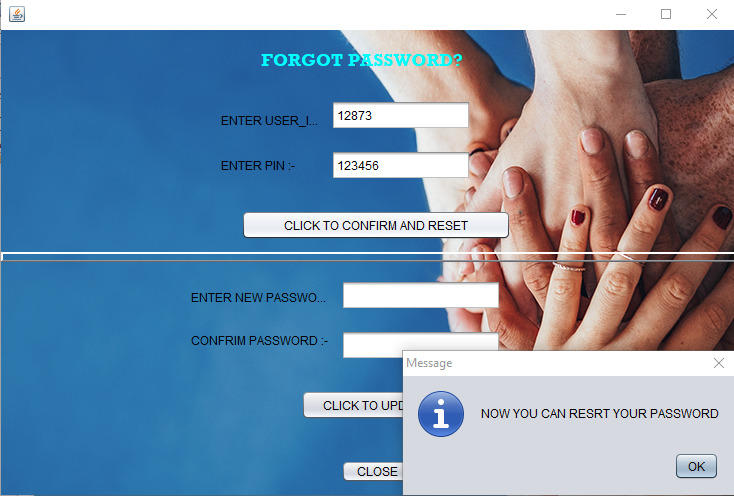 FORGOT PASSWORD?
ENTER USER_I... 12873
ENTER PIN :- 123456
CLICK TO CONFIRM AND RESET
ENTER NEW PASSWO...
CONFRIM PASSWORD :-
Message
NOW YOU CAN RESRT YOUR PASSWORD
CLICK TO UPD
OK
CLOSE